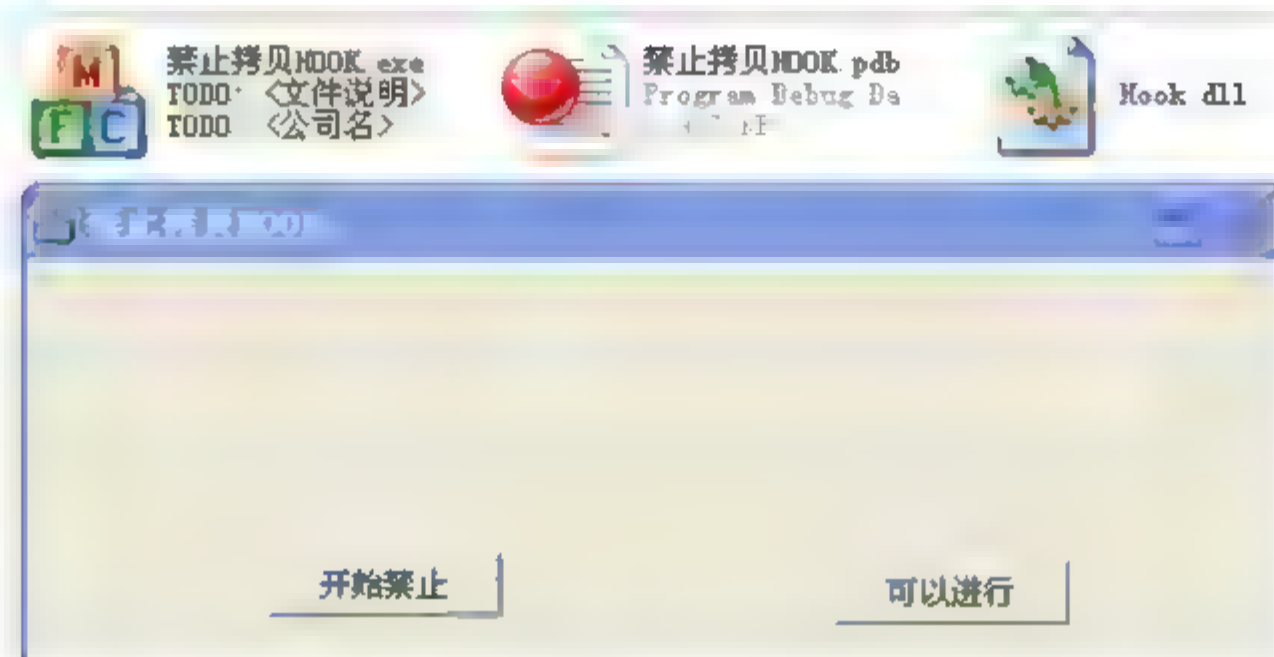 禁止拷贝HOOK.exe
TODO: <文件说明>
TODO: <公司名>
禁止拷贝HOOK.pdb
Program Debug Da
Hook.dll
开始禁止
可以进行